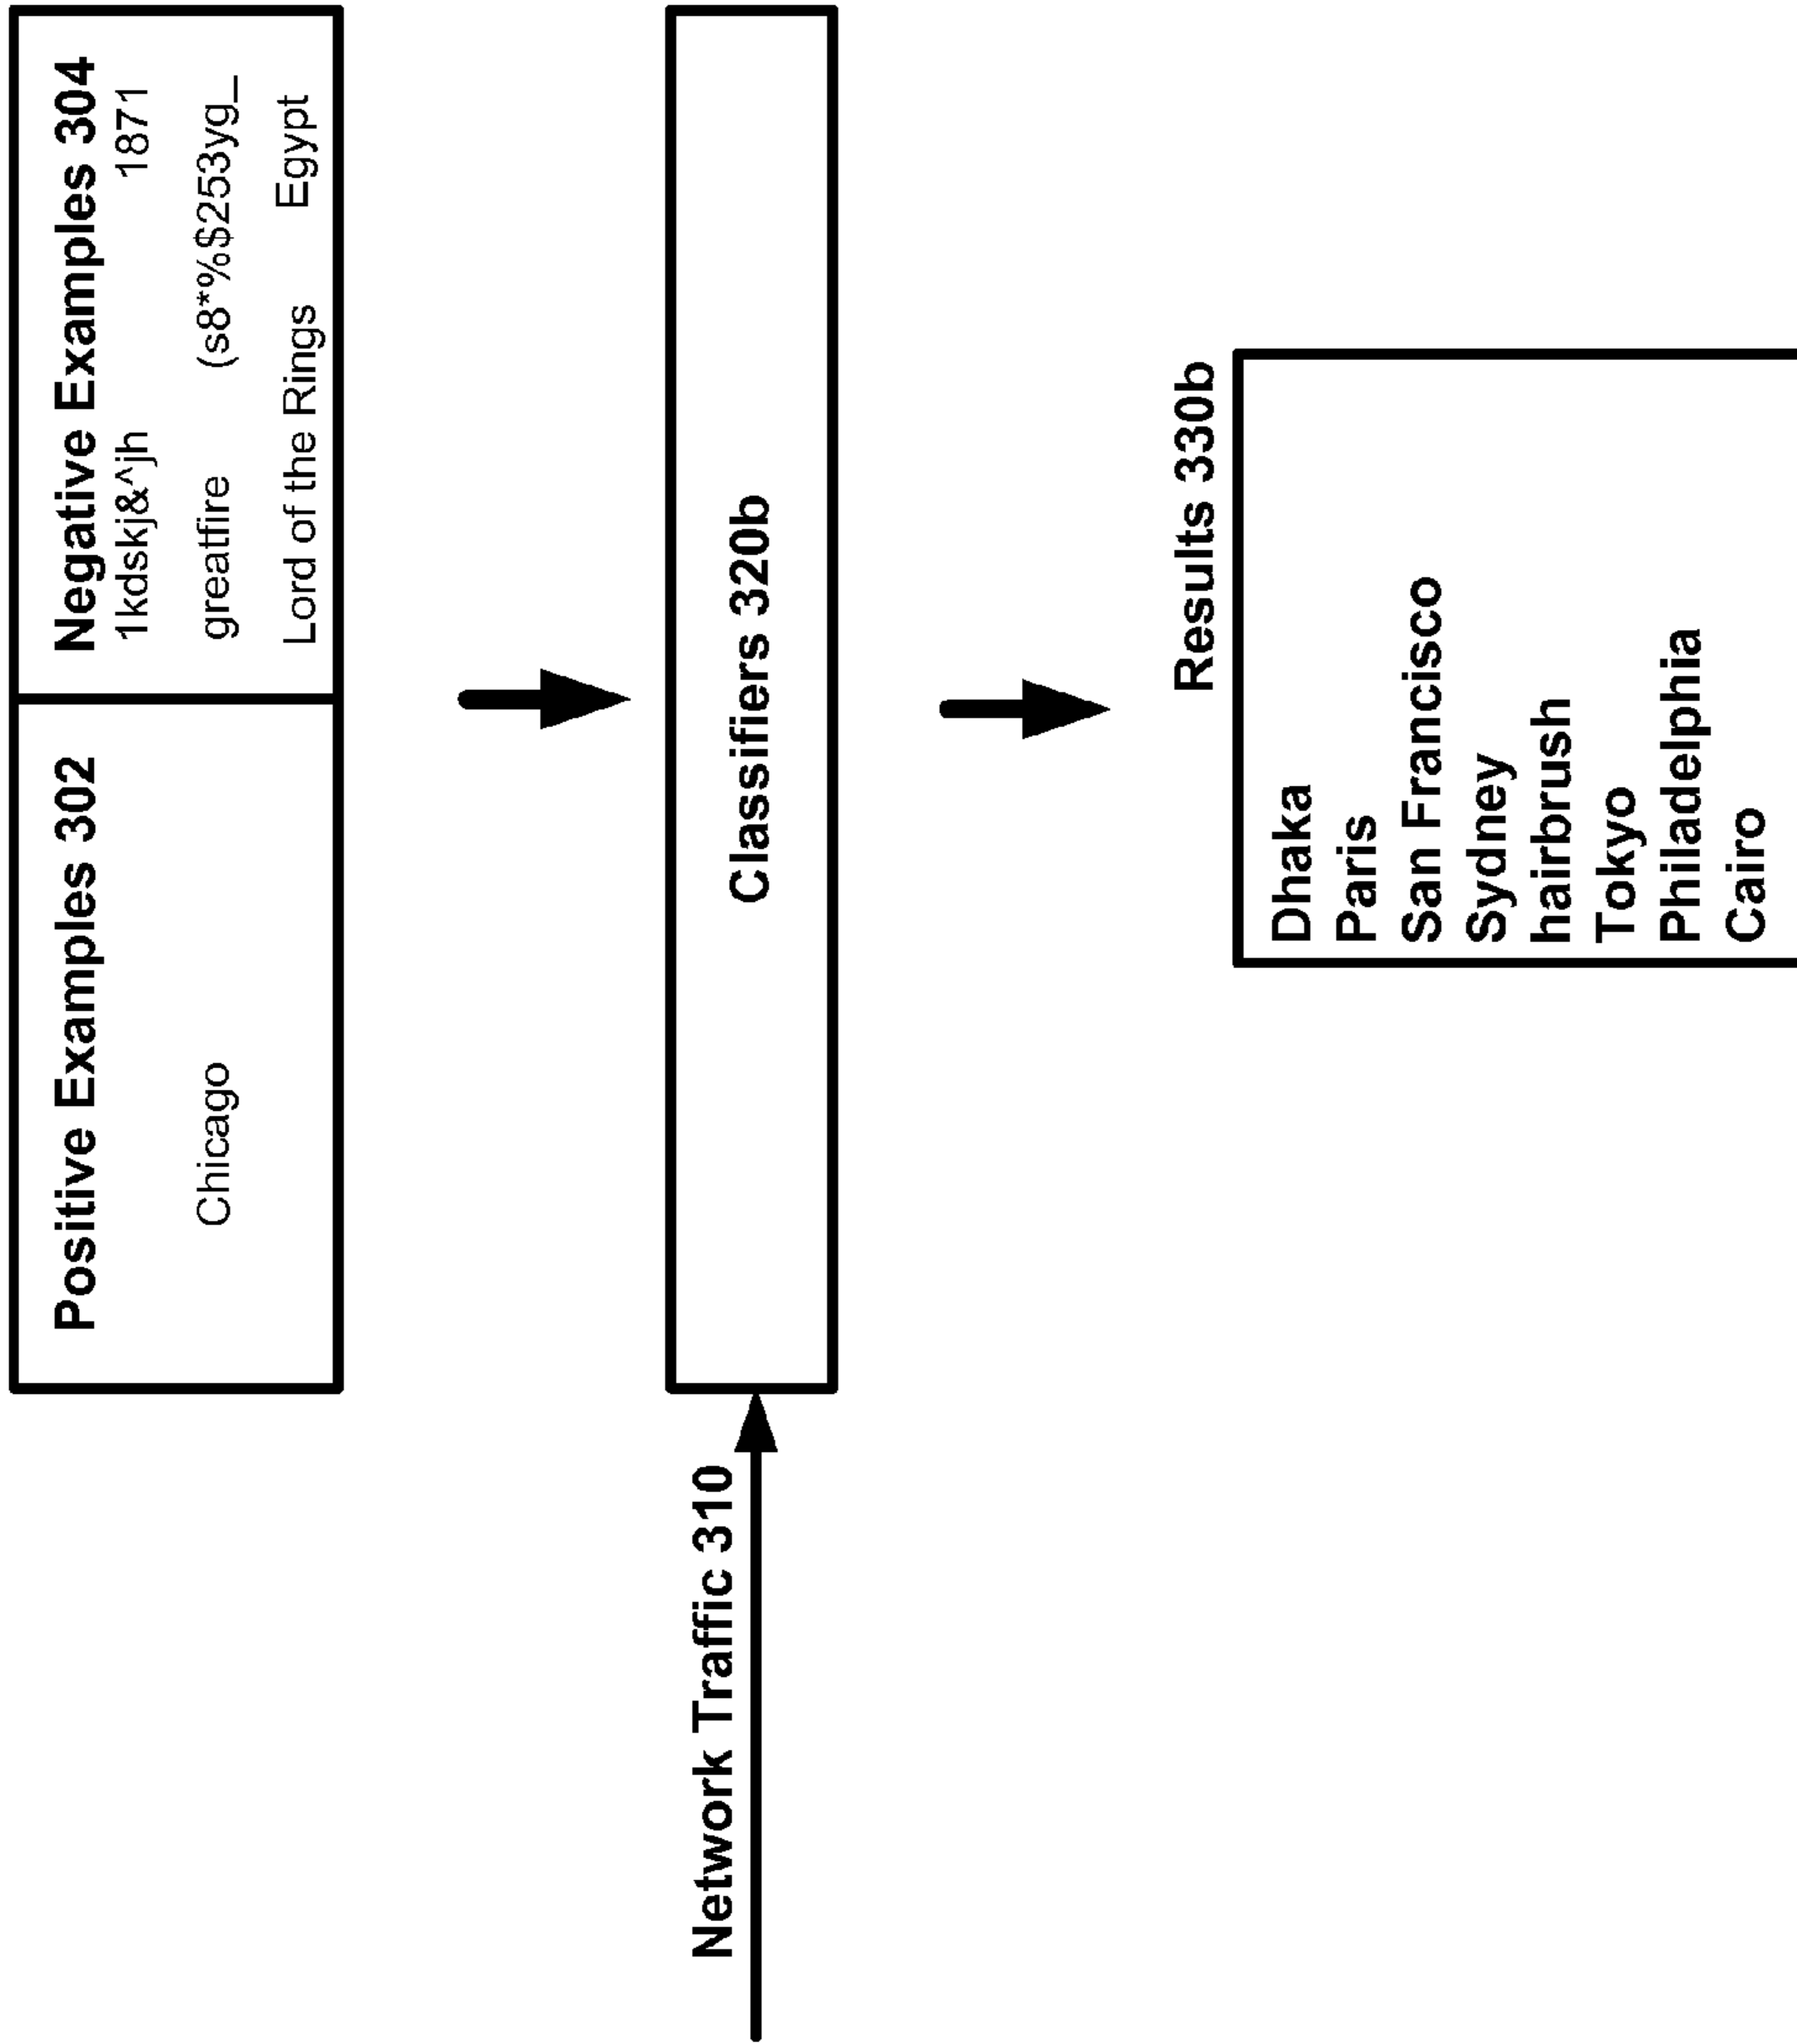 Positive Examples 302
Chicago
Negative Examples 304
1kdskj&^jh 1871
greatfire (s8*%$253yg_
Lord of the Rings Egypt
Network Traffic 310
Classifiers 320b
Results 330b
Dhaka
Paris
San Francisco
Sydney
hairbrush
Tokyo
Philadelphia
Cairo